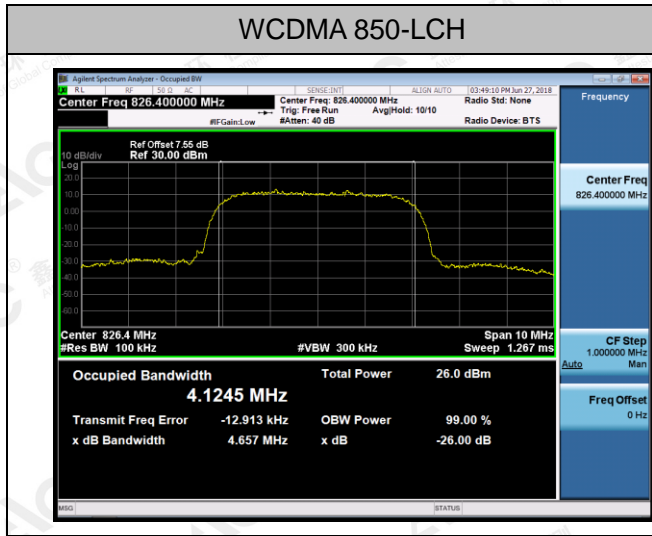 WCDMA 850-LCH
Agilent Spectrum Analyzer - Occupied BW
RL RF 50 Ω AC SENSE:INT ALIGN AUTO 03:49:10 PM Jun 27, 2018
Center Freq 826.400000 MHz
Center Freq: 826.400000 MHz
Radio Std: None
Trig: Free Run Avg|Hold: 10/10
#IFGain:Low #Atten: 40 dB Radio Device: BTS
Frequency
Ref Offset 7.55 dB
10 dB/div Ref 30.00 dBm
Log
20.0
10.0
0.00
-10.0
-20.0
-30.0
-40.0
-50.0
-60.0
Center Freq
826.400000 MHz
Center 826.4 MHz Span 10 MHz
#Res BW 100 kHz #VBW 300 kHz Sweep 1.267 ms
CF Step
1.000000 MHz
Auto Man
Occupied Bandwidth Total Power 26.0 dBm
4.1245 MHz
Transmit Freq Error -12.913 kHz OBW Power 99.00 %
x dB Bandwidth 4.657 MHz x dB -26.00 dB
Freq Offset
0 Hz
MSG STATUS